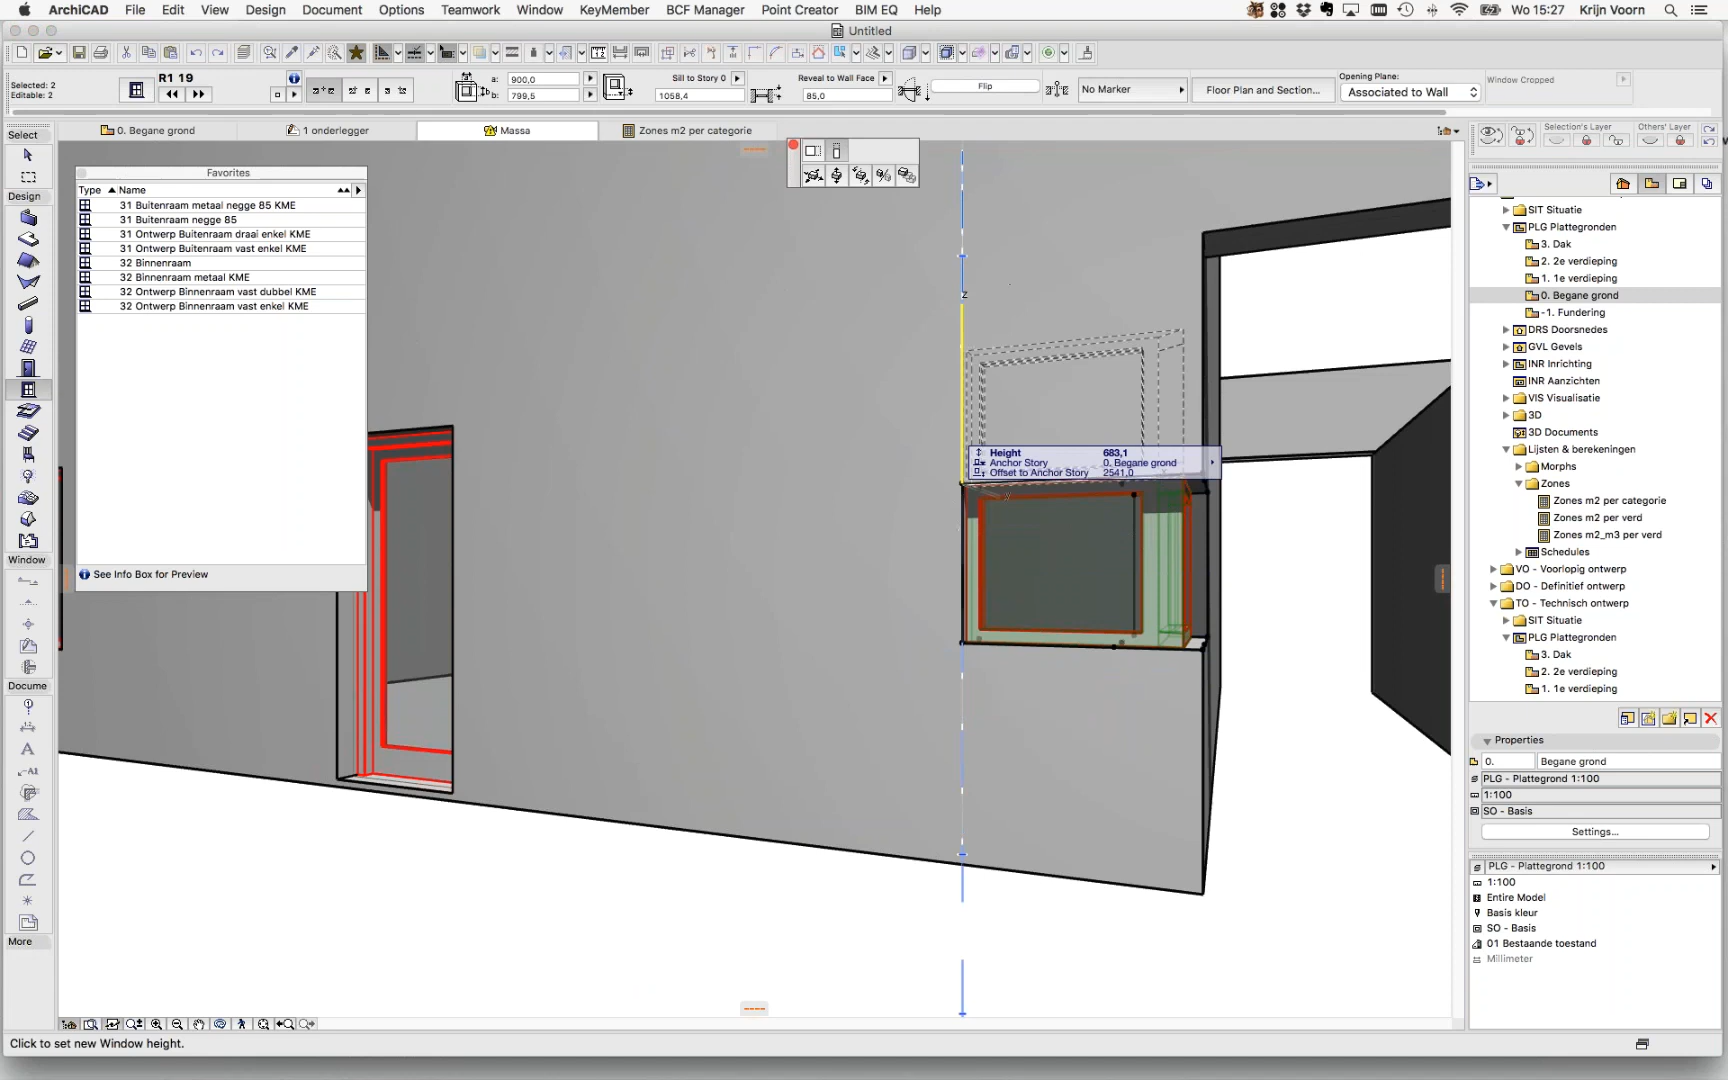 ArchiCAD File Edit View Design Document Options Teamwork Window KeyMember BCF Manager Point Creator BIM EQ Help Wo 15:27 Krijn Voorn
Untitled
Selected: 2
Editable: 2
R1 19
a: 900,0
b: 799,5
Sill to Story 0
1058,4
Reveal to Wall Face
85,0
Flip
No Marker
Floor Plan and Section...
Opening Plane:
Associated to Wall
Window Cropped
Select
0. Begane grond
1 onderlegger
Massa
Zones m2 per categorie
Selection's Layer
Others' Layer
Design
Window
Docume
A
A1
More
Favorites
Type Name
31 Buitenraam metaal negge 85 KME
31 Buitenraam negge 85
31 Ontwerp Buitenraam draai enkel KME
31 Ontwerp Buitenraam vast enkel KME
32 Binnenraam
32 Binnenraam metaal KME
32 Ontwerp Binnenraam vast dubbel KME
32 Ontwerp Binnenraam vast enkel KME
See Info Box for Preview
z
Height 683,1
Anchor Story 0. Begane grond
Offset to Anchor Story 2541,0
SIT Situatie
PLG Plattegronden
3. Dak
2. 2e verdieping
1. 1e verdieping
0. Begane grond
-1. Fundering
DRS Doorsnedes
GVL Gevels
INR Inrichting
INR Aanzichten
VIS Visualisatie
3D
3D Documents
Lijsten & berekeningen
Morphs
Zones
Zones m2 per categorie
Zones m2 per verd
Zones m2_m3 per verd
Schedules
VO - Voorlopig ontwerp
DO - Definitief ontwerp
TO - Technisch ontwerp
SIT Situatie
PLG Plattegronden
3. Dak
2. 2e verdieping
1. 1e verdieping
Properties
0. Begane grond
PLG - Plattegrond 1:100
1:100
SO - Basis
Settings...
PLG - Plattegrond 1:100
1:100
Entire Model
Basis kleur
SO - Basis
01 Bestaande toestand
Millimeter
Click to set new Window height.